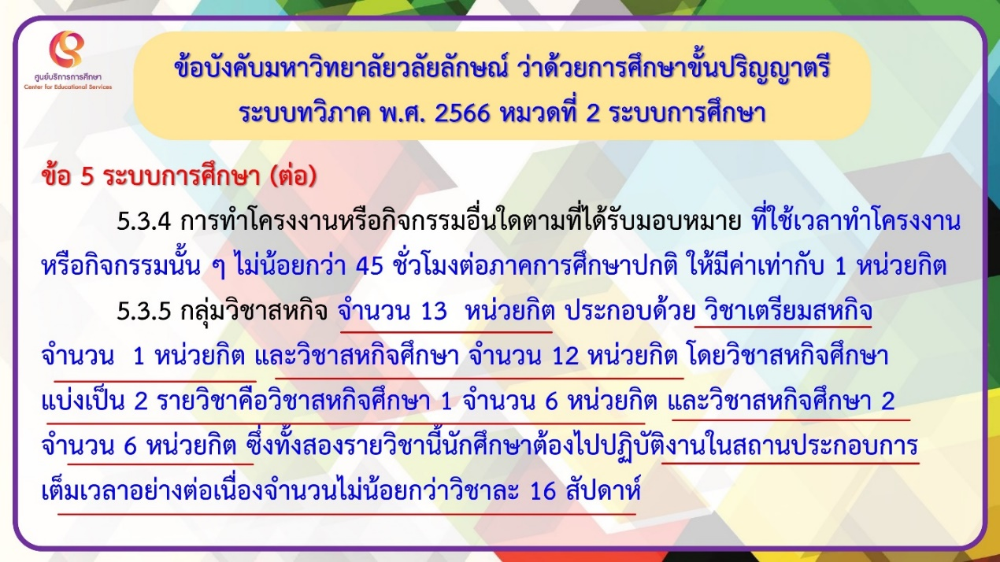 ศูนย์บริการการศึกษา
Center for Educational Services
ข้อบังคับมหาวิทยาลัยวลัยลักษณ์ ว่าด้วยการศึกษาขั้นปริญญาตรี
ระบบทวิภาค พ.ศ. 2566 หมวดที่ 2 ระบบการศึกษา
ข้อ 5 ระบบการศึกษา (ต่อ)
5.3.4 การทำโครงงานหรือกิจกรรมอื่นใดตามที่ได้รับมอบหมาย ที่ใช้เวลาทำโครงงาน
หรือกิจกรรมนั้น ๆ ไม่น้อยกว่า 45 ชั่วโมงต่อภาคการศึกษาปกติ ให้มีค่าเท่ากับ 1 หน่วยกิต
5.3.5 กลุ่มวิชาสหกิจ จำนวน 13 หน่วยกิต ประกอบด้วย วิชาเตรียมสหกิจ
จำนวน 1 หน่วยกิต และวิชาสหกิจศึกษา จำนวน 12 หน่วยกิต โดยวิชาสหกิจศึกษา
แบ่งเป็น 2 รายวิชาคือวิชาสหกิจศึกษา 1 จำนวน 6 หน่วยกิต และวิชาสหกิจศึกษา 2
จำนวน 6 หน่วยกิต ซึ่งทั้งสองรายวิชานี้นักศึกษาต้องไปปฏิบัติงานในสถานประกอบการ
เต็มเวลาอย่างต่อเนื่องจำนวนไม่น้อยกว่าวิชาละ 16 สัปดาห์